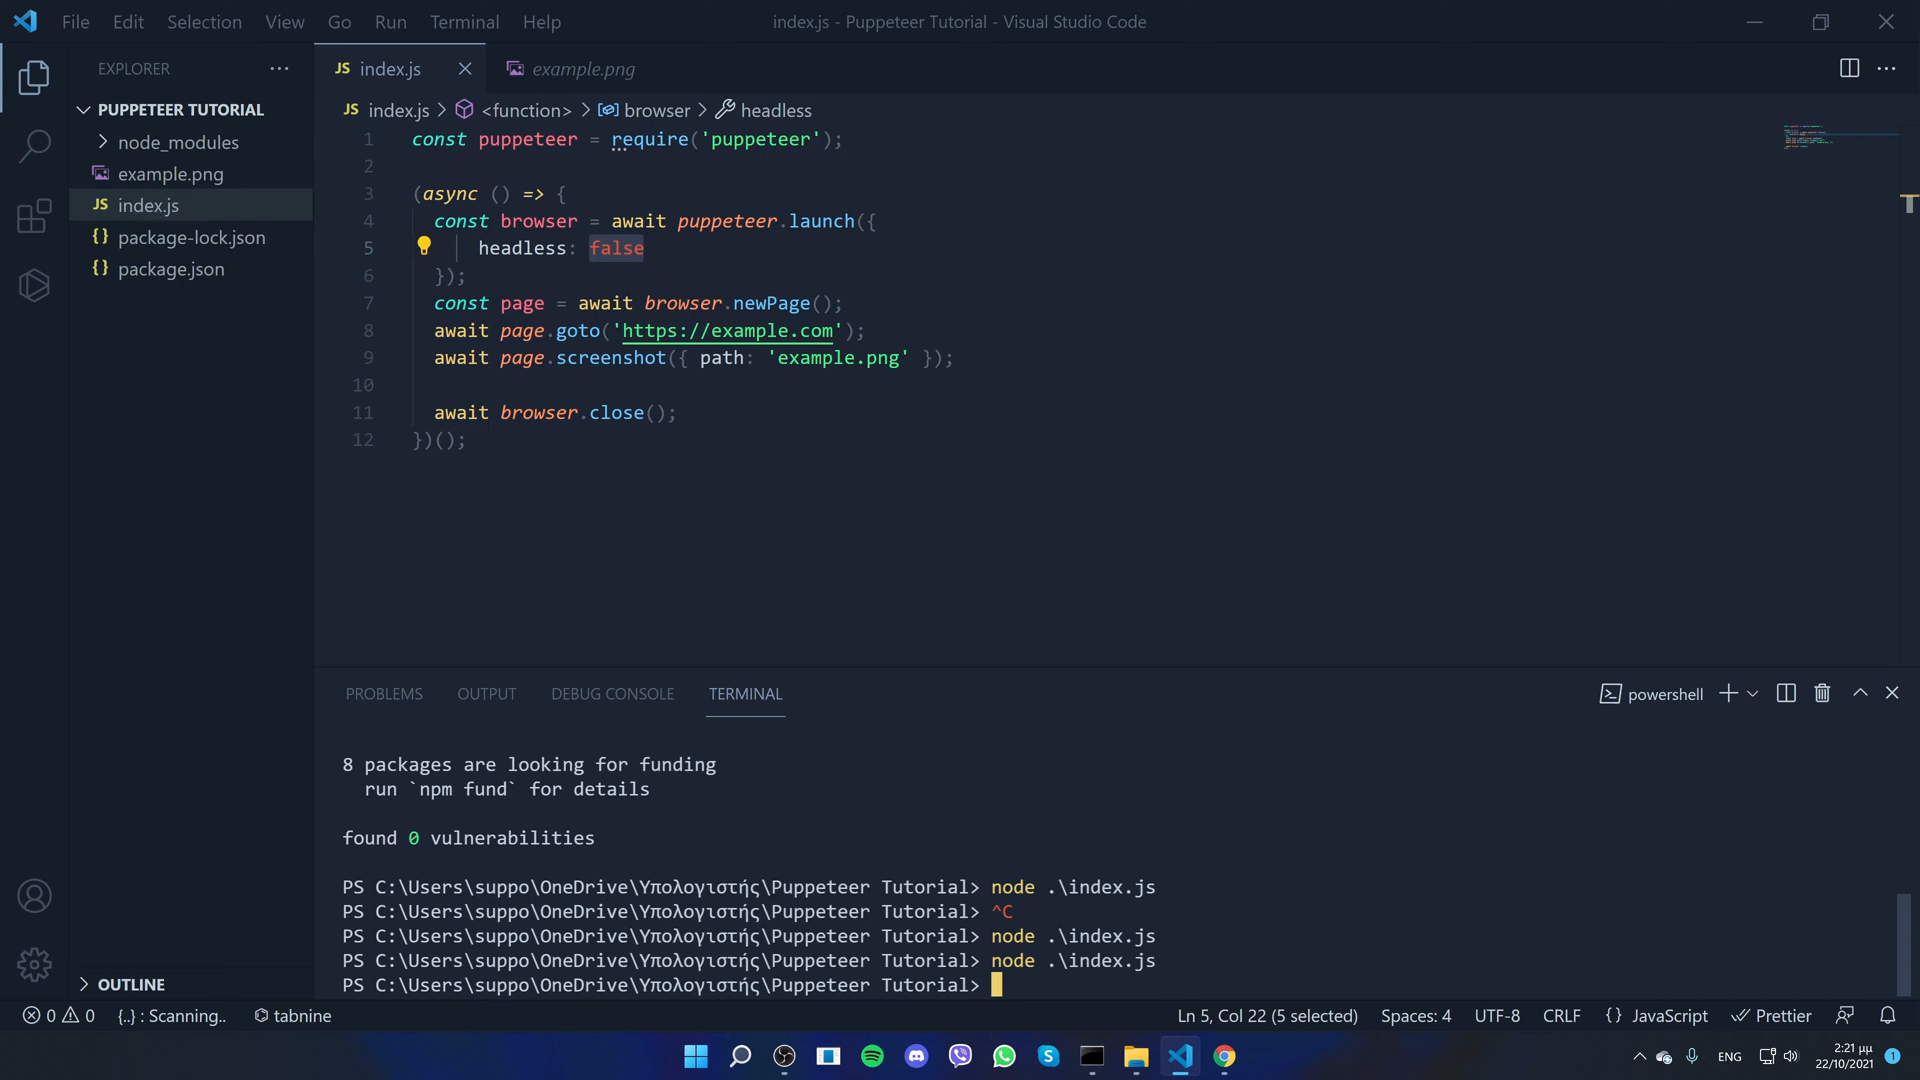 File Edit Selection View Go Run Terminal Help
index.js - Puppeteer Tutorial - Visual Studio Code
EXPLORER
PUPPETEER TUTORIAL
node_modules
example.png
JS index.js
{} package-lock.json
{} package.json
OUTLINE
JS index.js
example.png
JS index.js > <function> > browser > headless
1 const puppeteer = require('puppeteer');
2
3 (async () => {
4 const browser = await puppeteer.launch({
5 headless: false
6 });
7 const page = await browser.newPage();
8 await page.goto('https://example.com');
9 await page.screenshot({ path: 'example.png' });
10
11 await browser.close();
12 })();
PROBLEMS OUTPUT DEBUG CONSOLE TERMINAL
powershell
8 packages are looking for funding
run `npm fund` for details
found 0 vulnerabilities
PS C:\Users\suppo\OneDrive\Υπολογιστής\Puppeteer Tutorial> node .\index.js
PS C:\Users\suppo\OneDrive\Υπολογιστής\Puppeteer Tutorial> ^C
PS C:\Users\suppo\OneDrive\Υπολογιστής\Puppeteer Tutorial> node .\index.js
PS C:\Users\suppo\OneDrive\Υπολογιστής\Puppeteer Tutorial> node .\index.js
PS C:\Users\suppo\OneDrive\Υπολογιστής\Puppeteer Tutorial>
0 0 {..} : Scanning.. tabnine
Ln 5, Col 22 (5 selected) Spaces: 4 UTF-8 CRLF {} JavaScript Prettier
ENG
2:21 μμ
22/10/2021
1